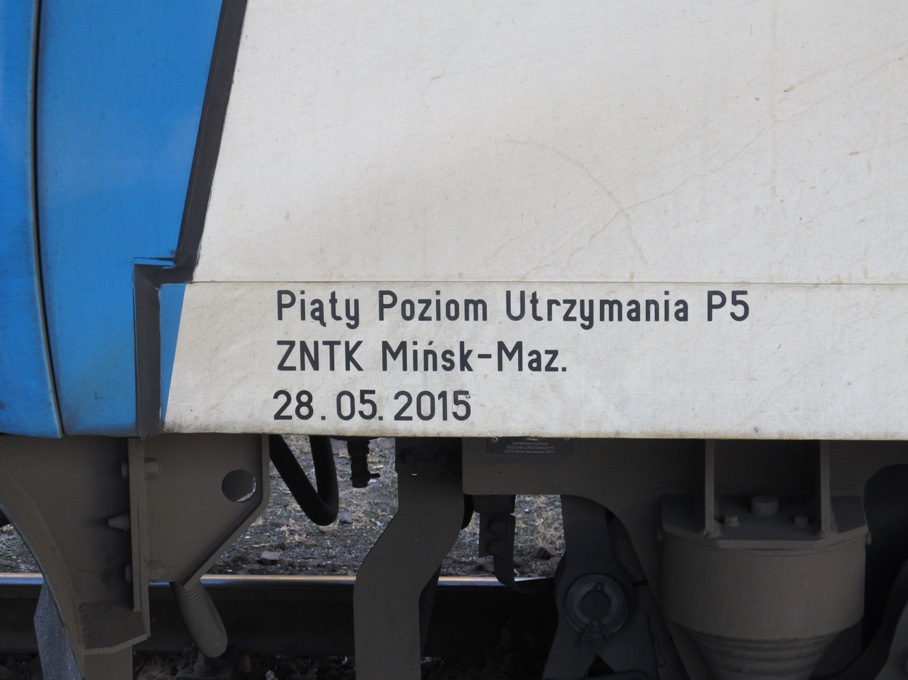 Piąty Poziom Utrzymania P5
ZNTK Mińsk-Maz.
28.05.2015